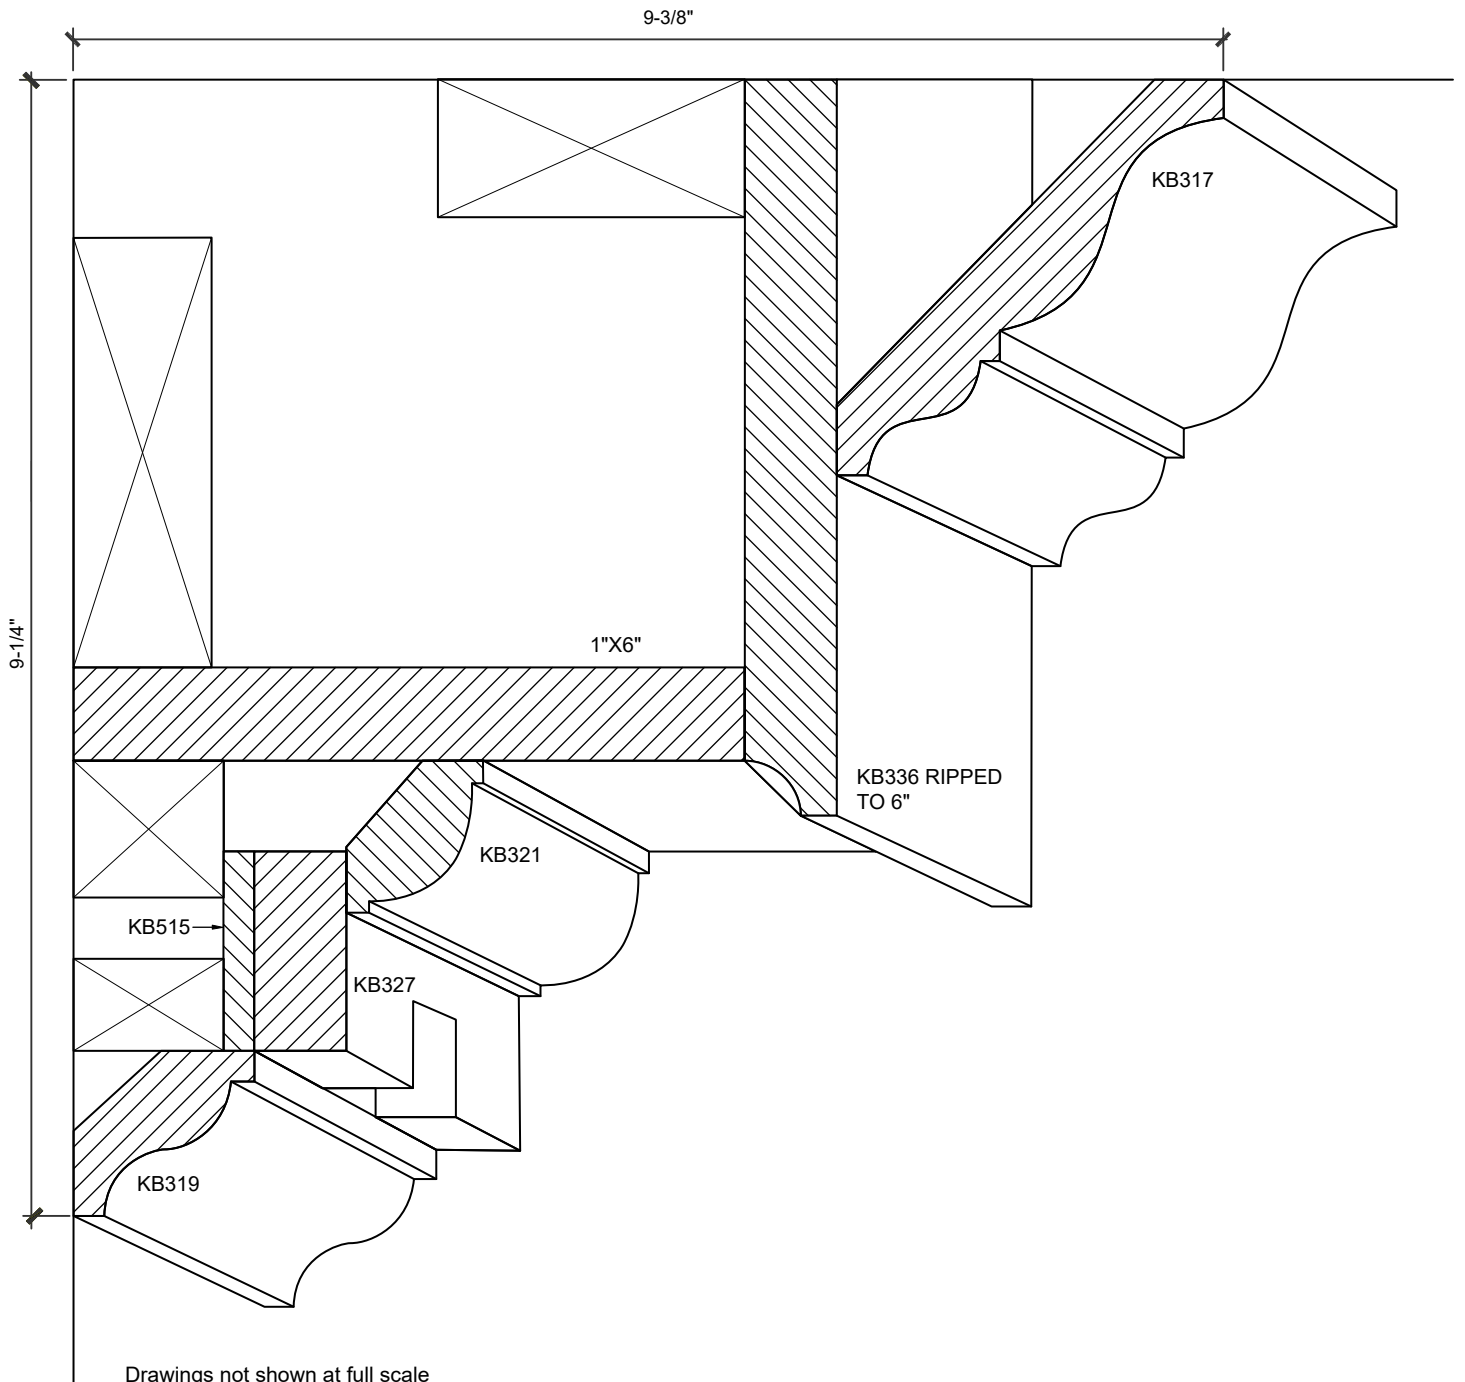 9-3/8"
KB317
9-1/4"
1"X6"
KB336 RIPPED
TO 6"
KB321
KB515
KB327
KB319
Drawings not shown at full scale